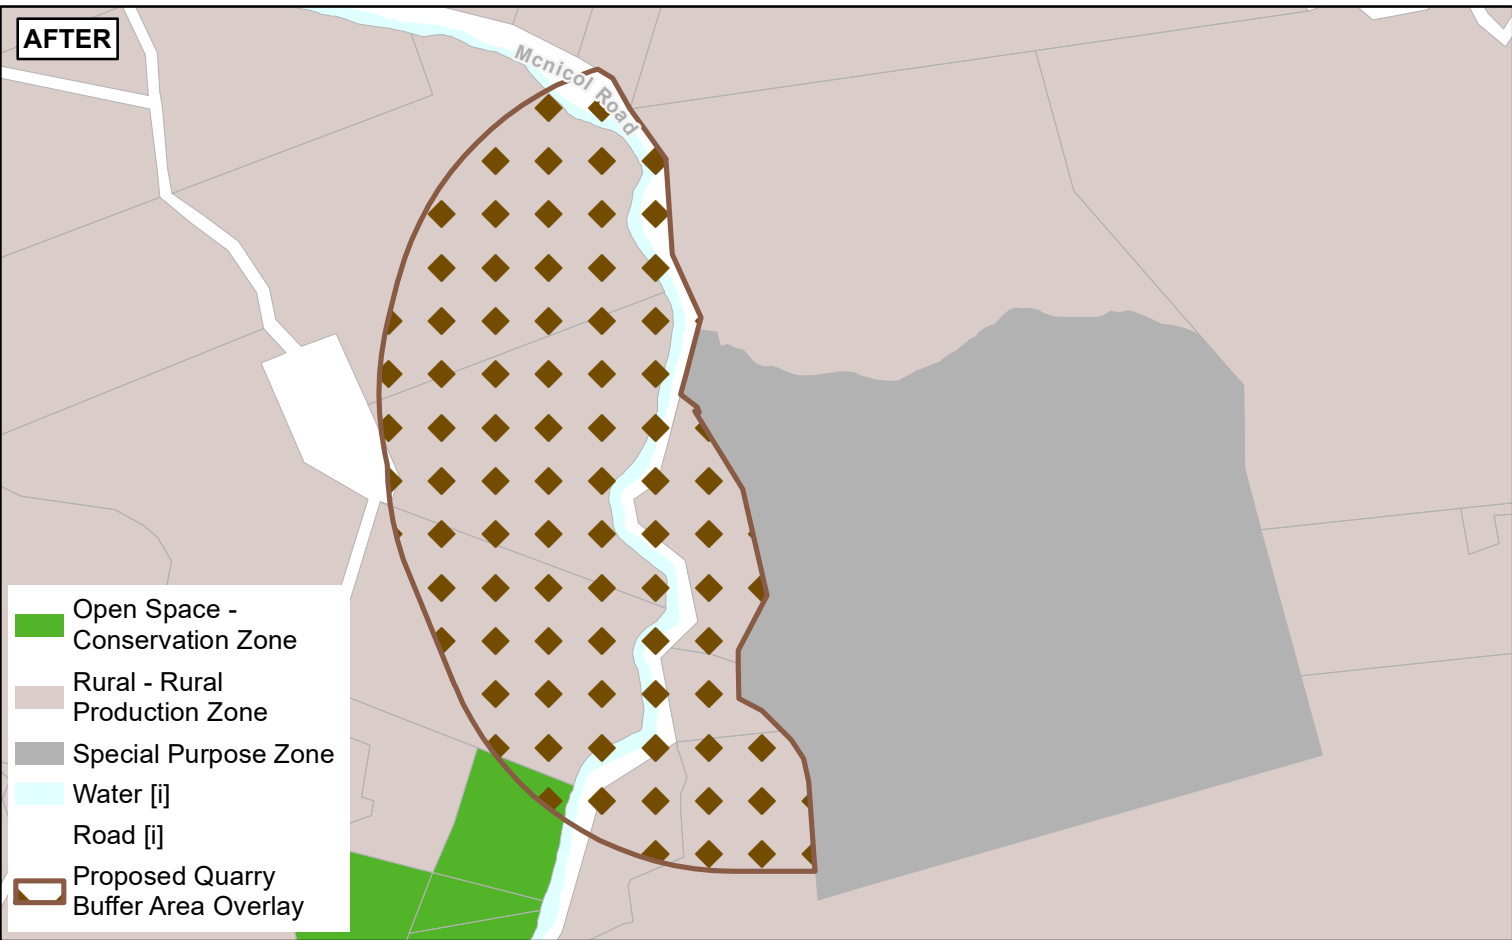 AFTER
Mcnicol Road
Open Space -
Conservation Zone
Rural - Rural
Production Zone
Special Purpose Zone
Water [i]
Road [i]
Proposed Quarry
Buffer Area Overlay